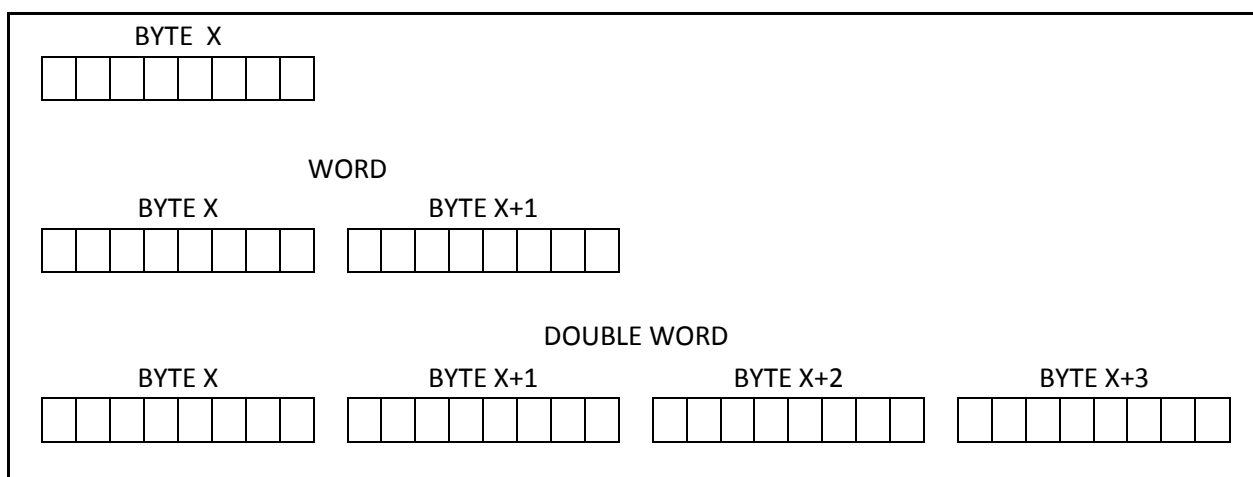 BYTE X
WORD
BYTE X BYTE X+1
DOUBLE WORD
BYTE X BYTE X+1 BYTE X+2 BYTE X+3